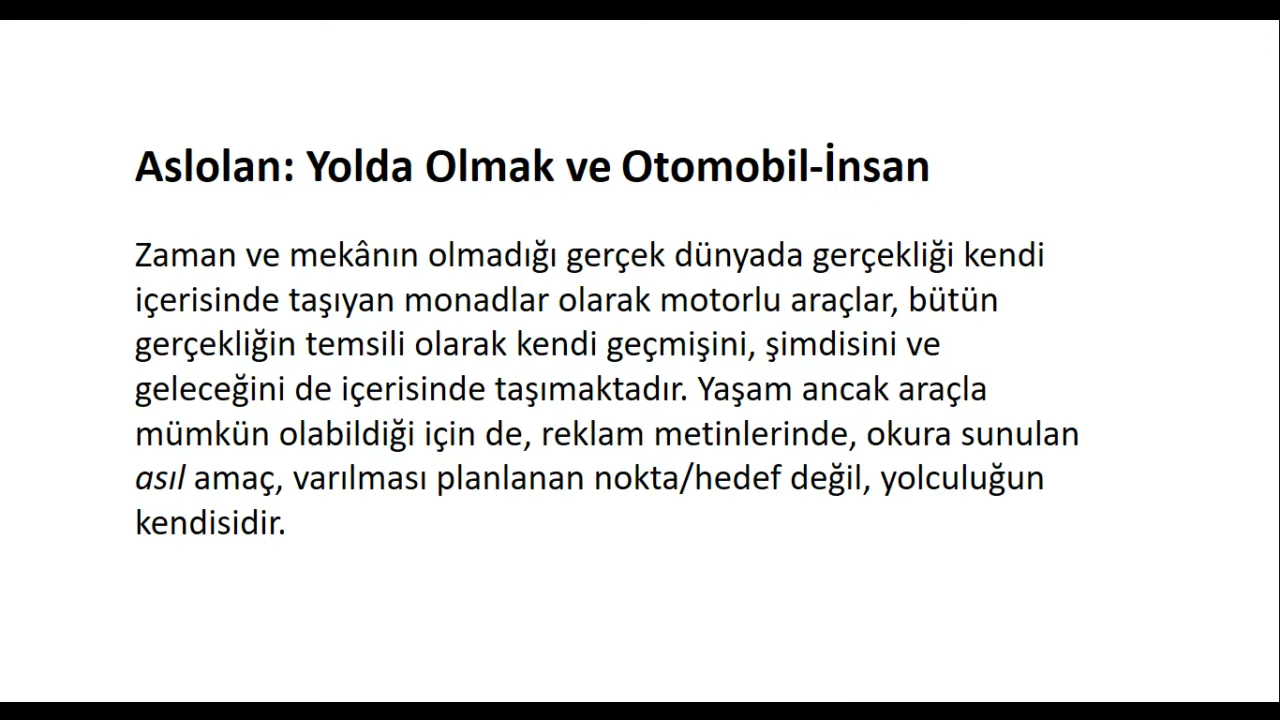 Aslolan: Yolda Olmak ve Otomobil-İnsan
Zaman ve mekânın olmadığı gerçek dünyada gerçekliği kendi
içerisinde taşıyan monadlar olarak motorlu araçlar, bütün
gerçekliğin temsili olarak kendi geçmişini, şimdisini ve
geleceğini de içerisinde taşımaktadır. Yaşam ancak araçla
mümkün olabildiği için de, reklam metinlerinde, okura sunulan
asıl amaç, varılması planlanan nokta/hedef değil, yolculuğun
kendisidir.